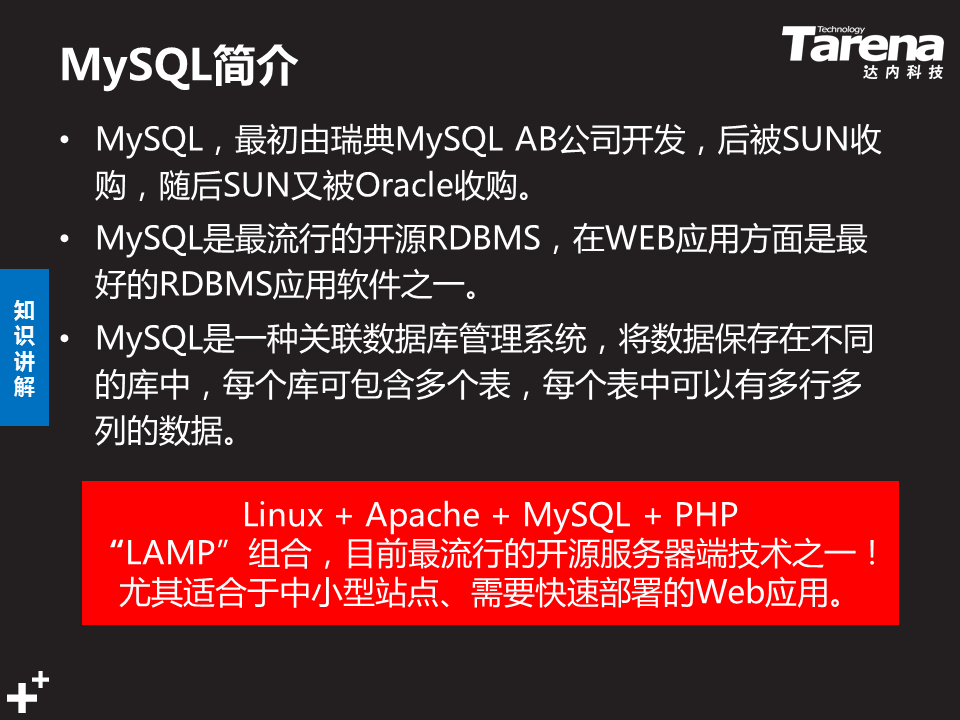 MySQL简介
Technology
Tarena
达内科技
• MySQL，最初由瑞典MySQL AB公司开发，后被SUN收
购，随后SUN又被Oracle收购。
• MySQL是最流行的开源RDBMS，在WEB应用方面是最
好的RDBMS应用软件之一。
• MySQL是一种关联数据库管理系统，将数据保存在不同
的库中，每个库可包含多个表，每个表中可以有多行多
列的数据。
知
识
讲
解
Linux + Apache + MySQL + PHP
“LAMP”组合，目前最流行的开源服务器端技术之一！
尤其适合于中小型站点、需要快速部署的Web应用。